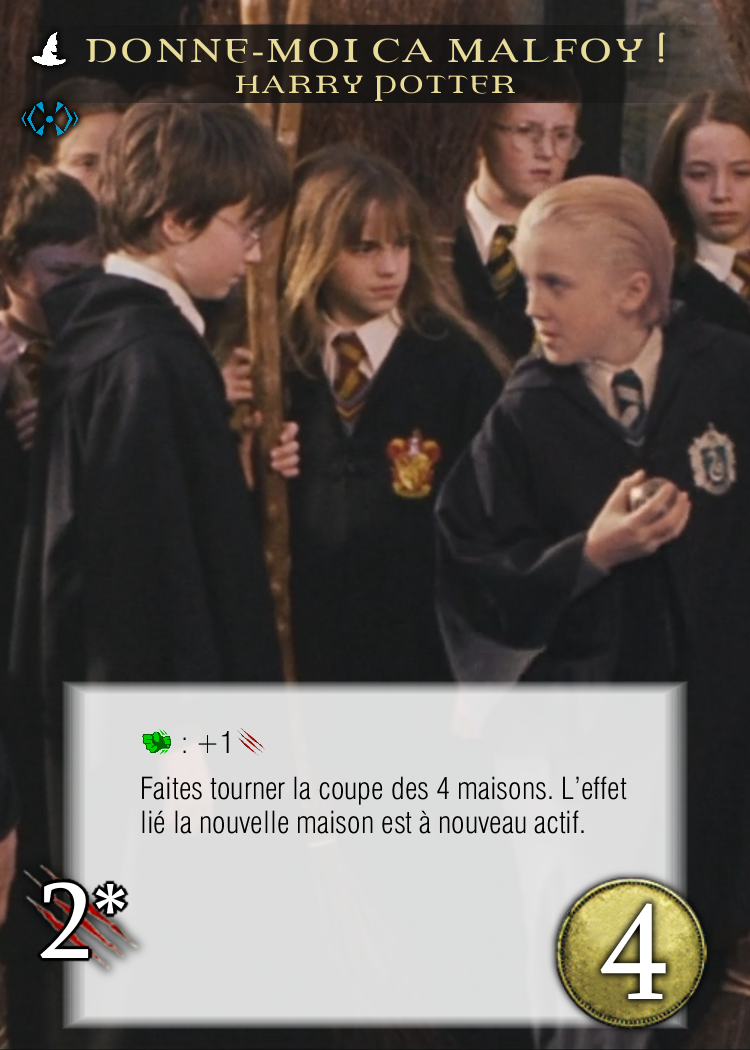 DONNE-MOI CA MALFOY !
HARRY POTTER
: +1
Faites tourner la coupe des 4 maisons. L'effet
lié la nouvelle maison est à nouveau actif.
2*
4